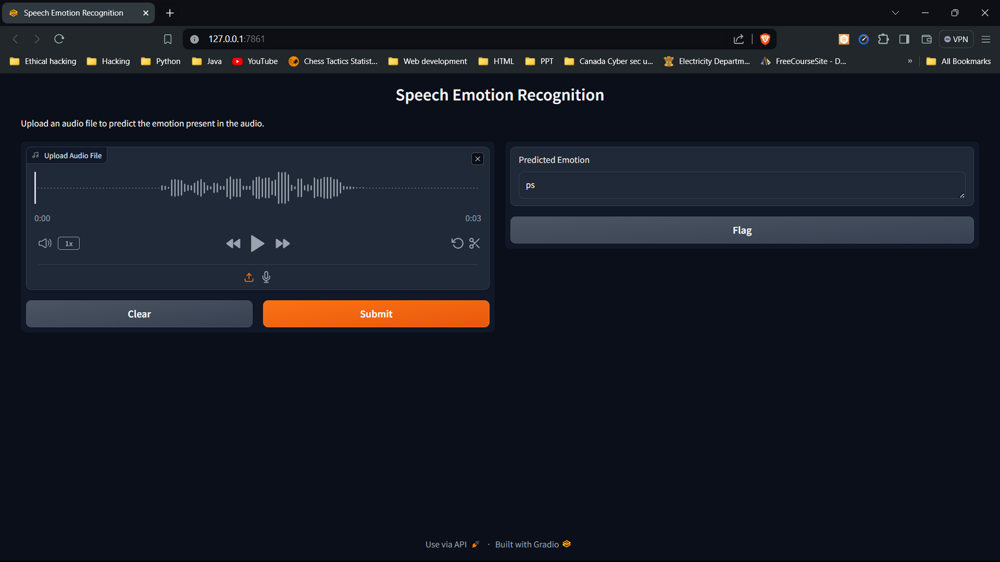 Speech Emotion Recognition
127.0.0.1:7861
VPN
Ethical hacking Hacking Python Java YouTube Chess Tactics Statist... Web development HTML PPT Canada Cyber sec u... Electricity Departm... FreeCourseSite - D... » All Bookmarks
Speech Emotion Recognition
Upload an audio file to predict the emotion present in the audio.
Upload Audio File
0:00 0:03
1x
Clear Submit
Predicted Emotion
ps
Flag
Use via API · Built with Gradio